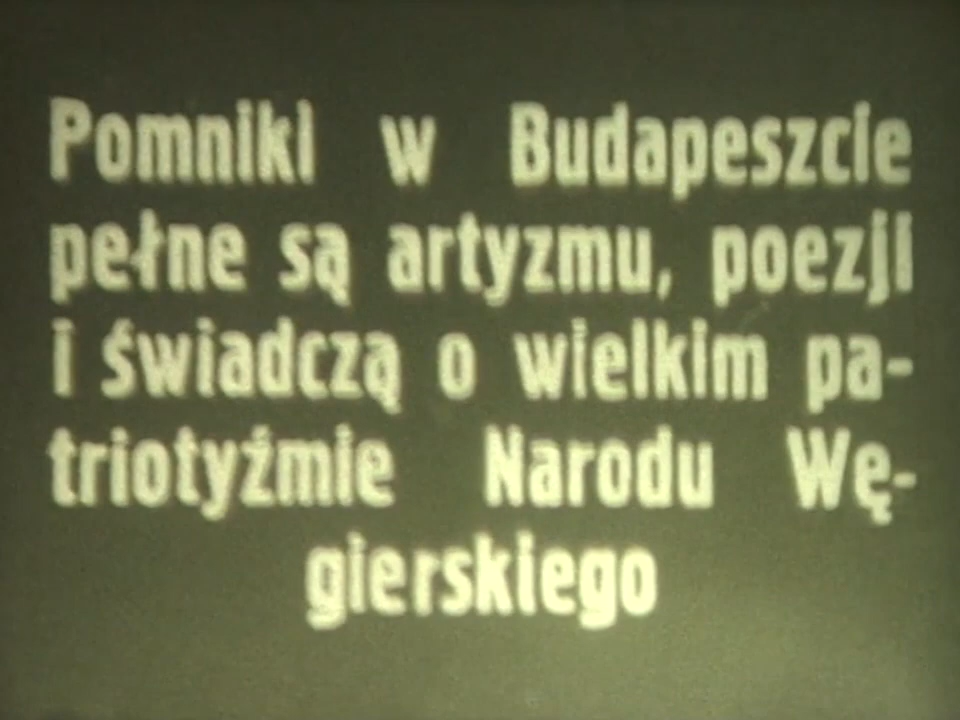 Pomniki w Budapeszcie
pełne są artyzmu, poezji
i świadczą o wielkim pa-
triotyźmie Narodu Wę-
gierskiego